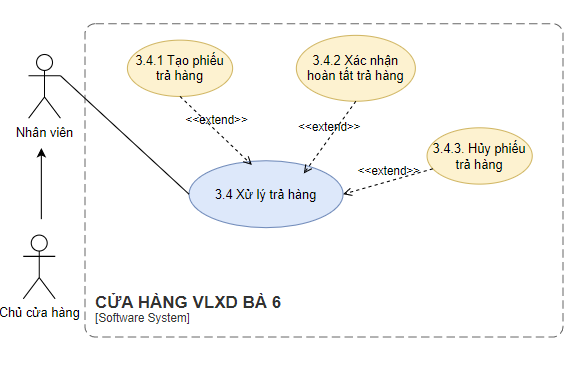 3.4.1 Tạo phiếu
trả hàng
3.4.2 Xác nhận
hoàn tất trả hàng
<<extend>>
<<extend>>
Nhân viên
3.4.3. Hủy phiếu
trả hàng
<<extend>>
3.4 Xử lý trả hàng
CỬA HÀNG VLXD BÀ 6
[Software System]
Chủ cửa hàng